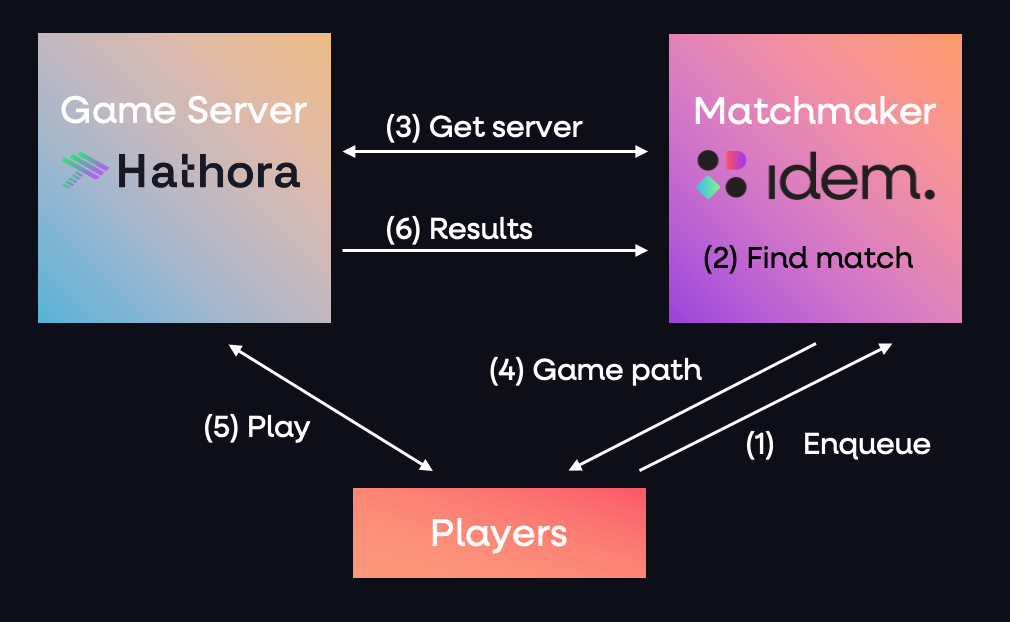 Game Server
Hathora
(3) Get server
(6) Results
Matchmaker
idem.
(2) Find match
(4) Game path
(5) Play
(1) Enqueue
Players